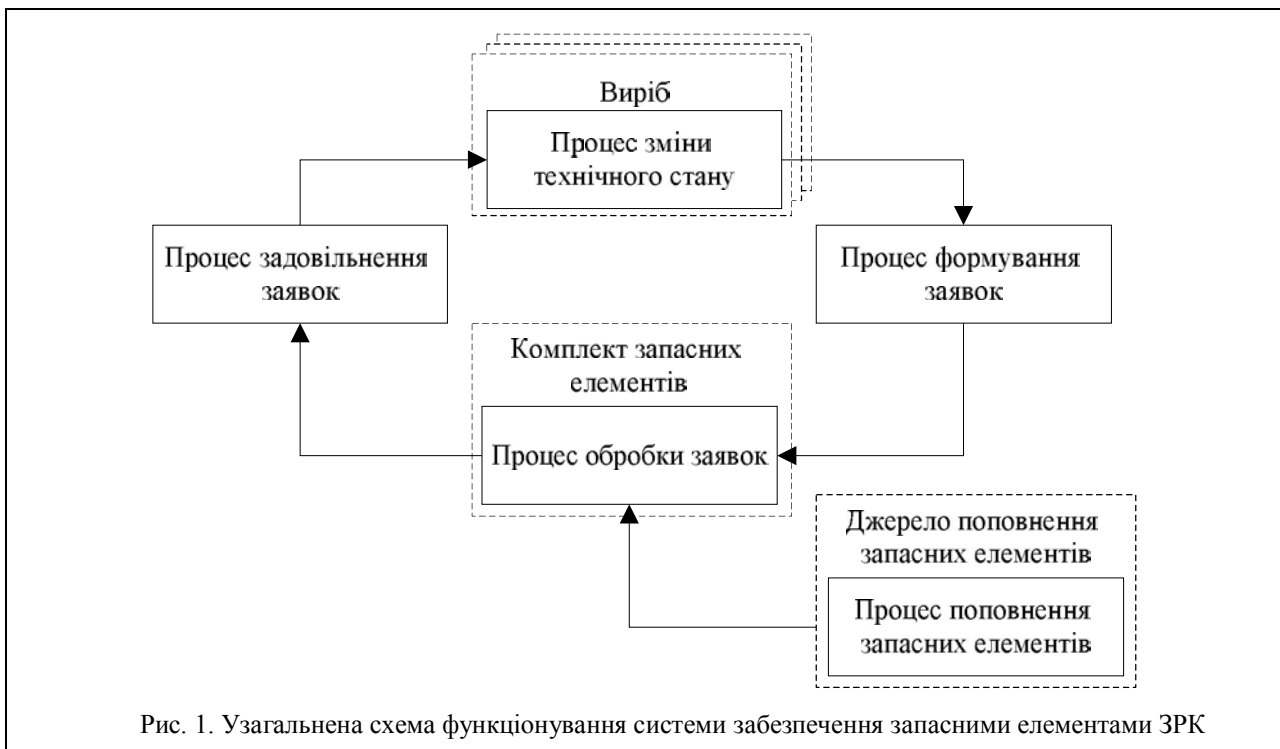 Виріб
Процес зміни
технічного стану
Процес задовільнення
заявок
Процес формування
заявок
Комплект запасних
елементів
Процес обробки заявок
Джерело поповнення
запасних елементів
Процес поповнення
запасних елементів
Рис. 1. Узагальнена схема функціонування системи забезпечення запасними елементами ЗРК